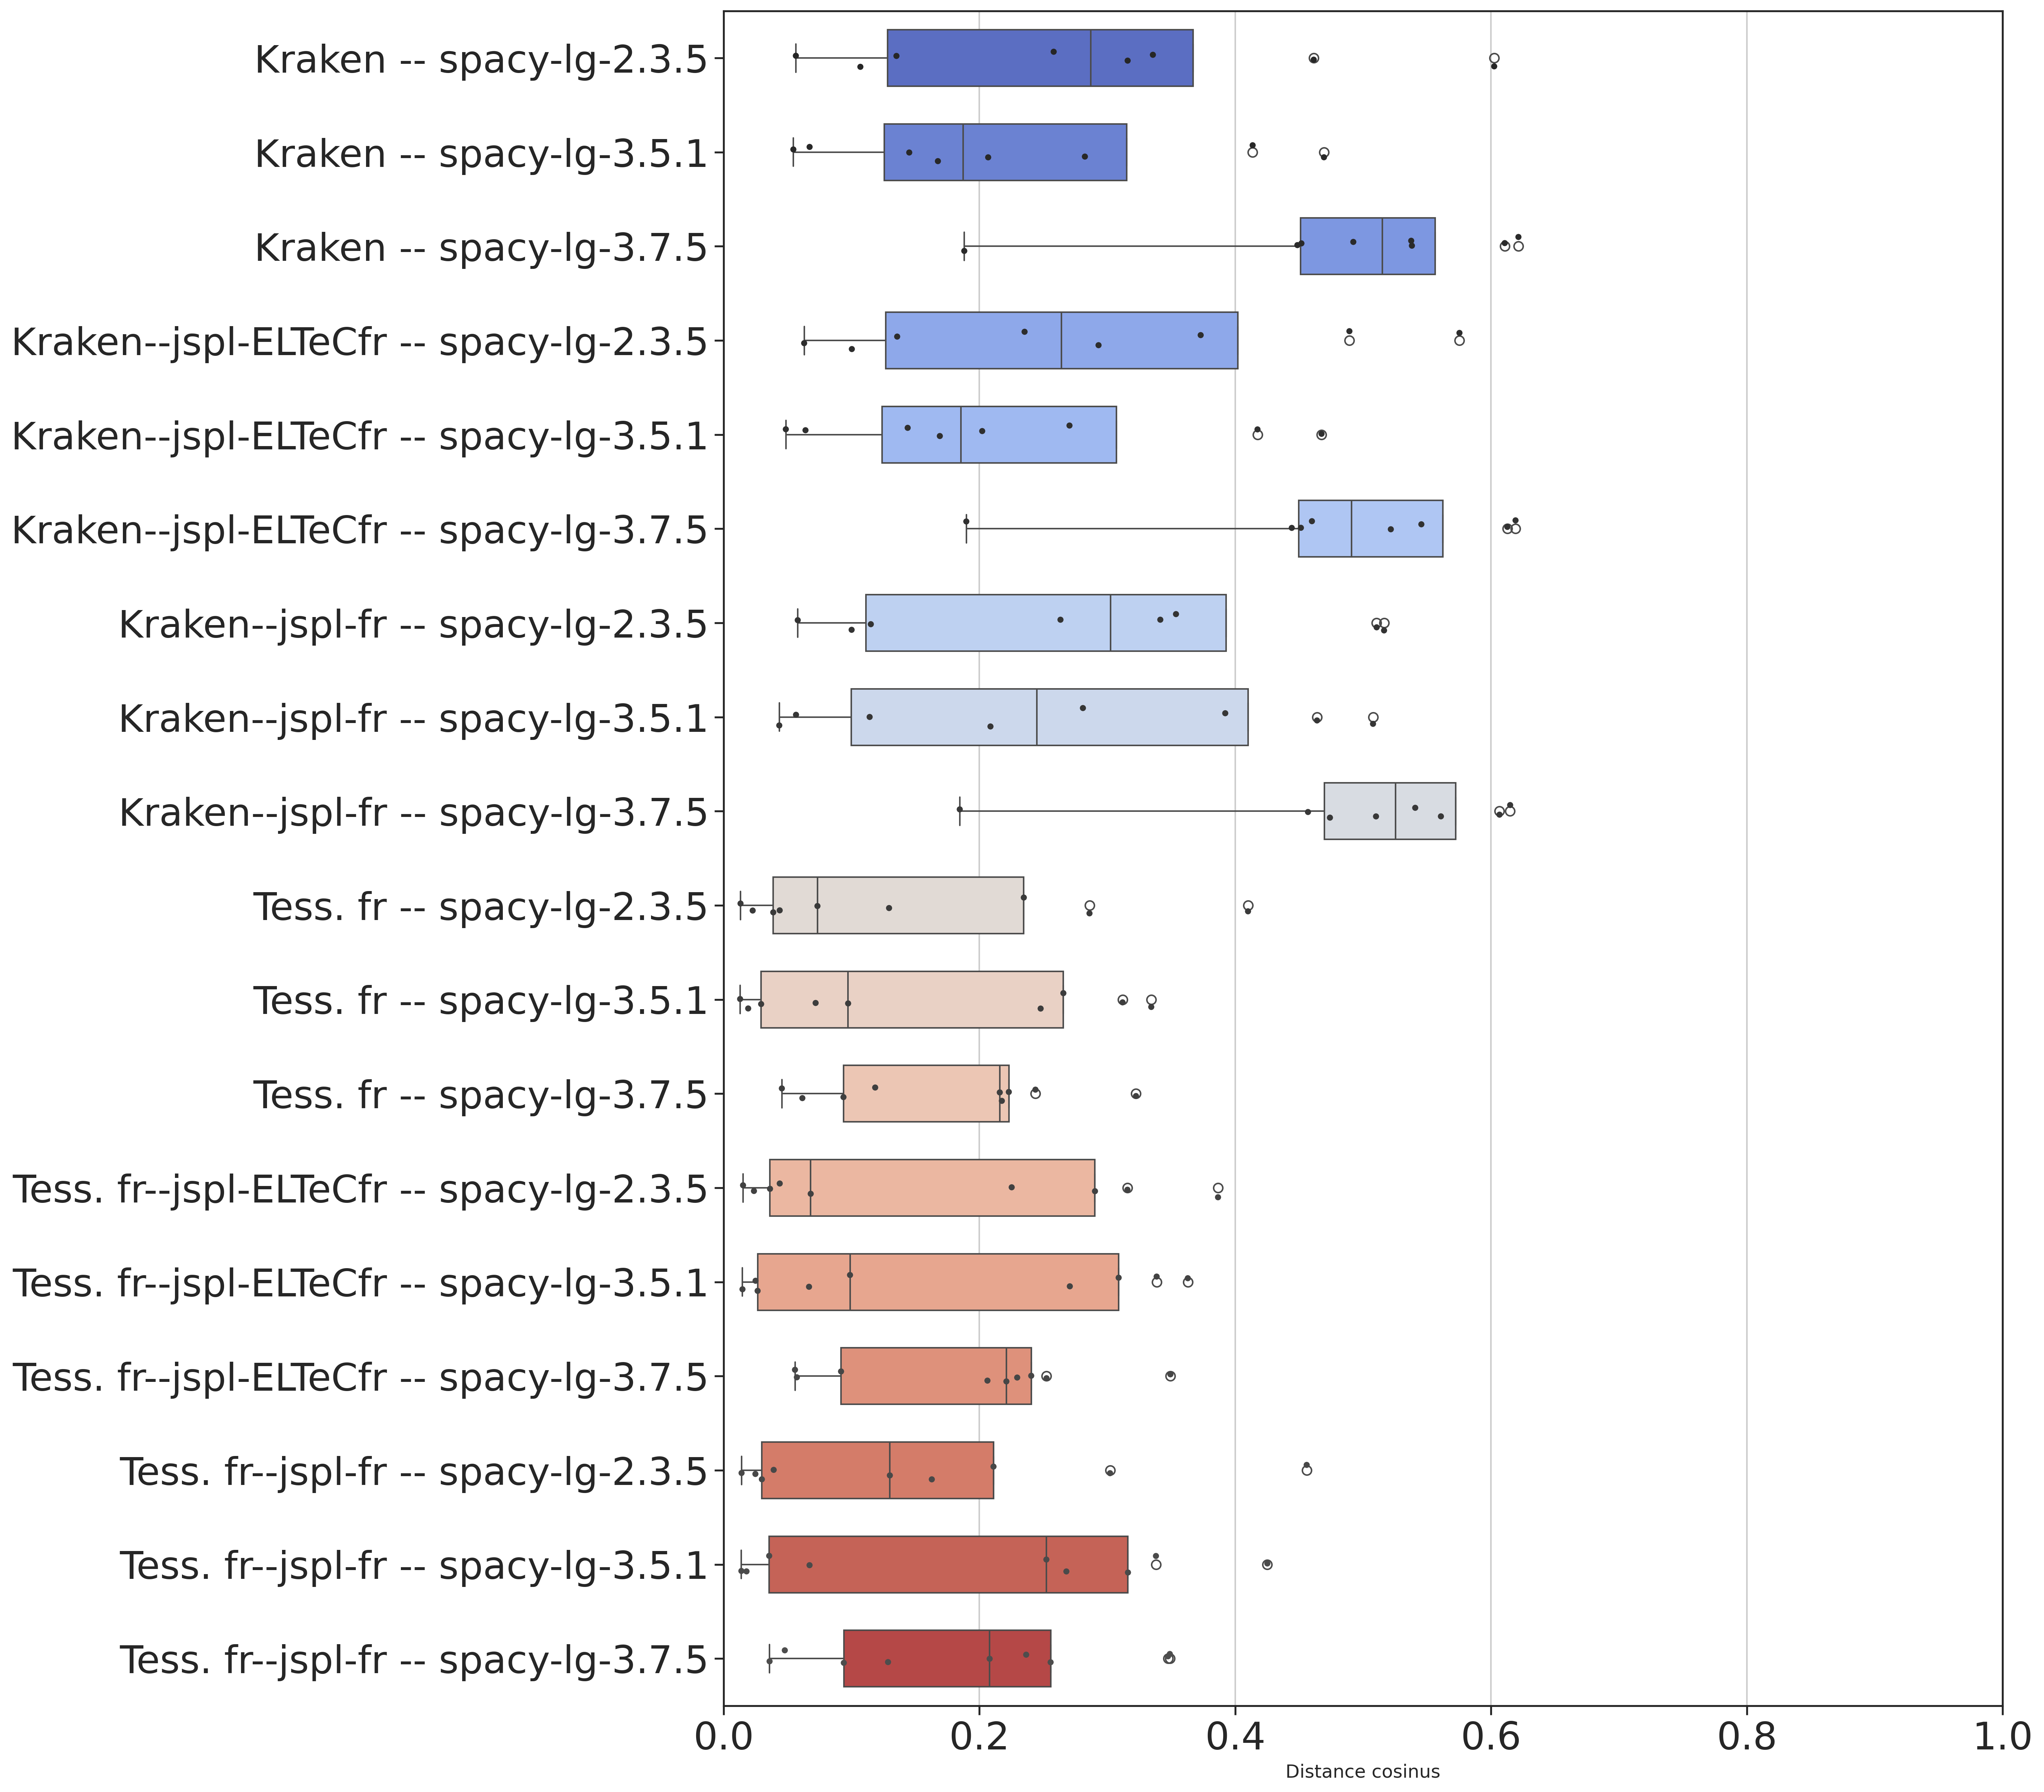 Kraken -- spacy-lg-2.3.5
Kraken -- spacy-lg-3.5.1
Kraken -- spacy-lg-3.7.5
Kraken--jspl-ELTeCfr -- spacy-lg-2.3.5
Kraken--jspl-ELTeCfr -- spacy-lg-3.5.1
Kraken--jspl-ELTeCfr -- spacy-lg-3.7.5
Kraken--jspl-fr -- spacy-lg-2.3.5
Kraken--jspl-fr -- spacy-lg-3.5.1
Kraken--jspl-fr -- spacy-lg-3.7.5
Tess. fr -- spacy-lg-2.3.5
Tess. fr -- spacy-lg-3.5.1
Tess. fr -- spacy-lg-3.7.5
Tess. fr--jspl-ELTeCfr -- spacy-lg-2.3.5
Tess. fr--jspl-ELTeCfr -- spacy-lg-3.5.1
Tess. fr--jspl-ELTeCfr -- spacy-lg-3.7.5
Tess. fr--jspl-fr -- spacy-lg-2.3.5
Tess. fr--jspl-fr -- spacy-lg-3.5.1
Tess. fr--jspl-fr -- spacy-lg-3.7.5
0.0 0.2 0.4 0.6 0.8 1.0
Distance cosinus